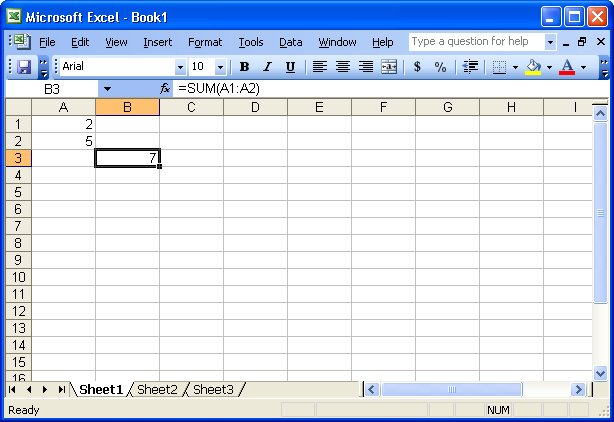 Microsoft Excel - Book1
File Edit View Insert Format Tools Data Window Help Type a question for help
Arial 10 B I U $ % A
B3 fx =SUM(A1:A2)
A B C D E F G H I
1 2
2 5
3 7
4
5
6
7
8
9
10
11
12
13
14
15
16
Sheet1 Sheet2 Sheet3
Ready NUM